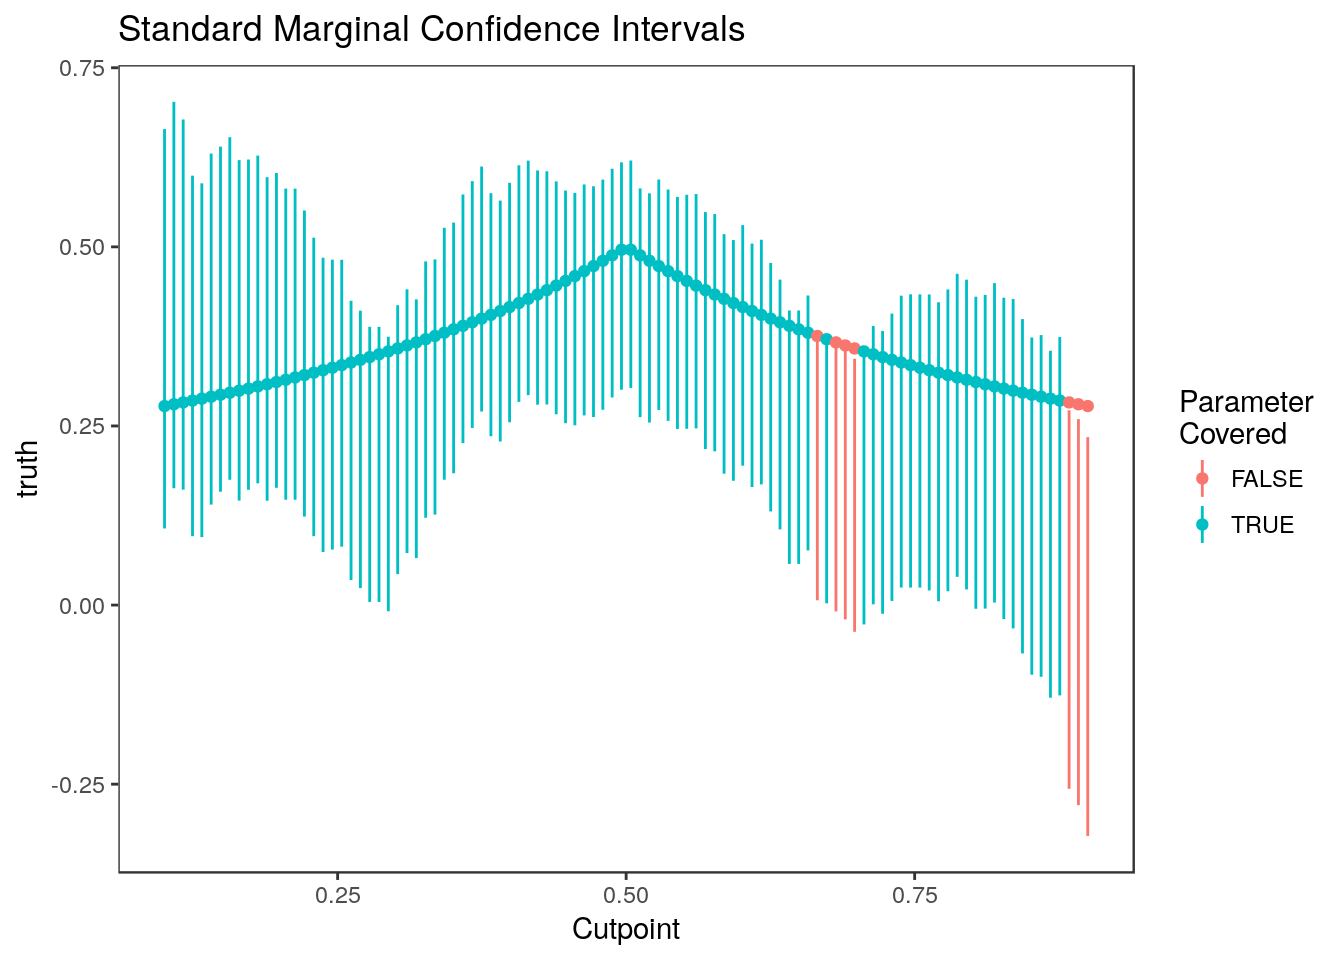 Standard Marginal Confidence Intervals
0.75
0.50
0.25
0.00
-0.25
truth
0.25 0.50 0.75
Cutpoint
Parameter
Covered
FALSE
TRUE